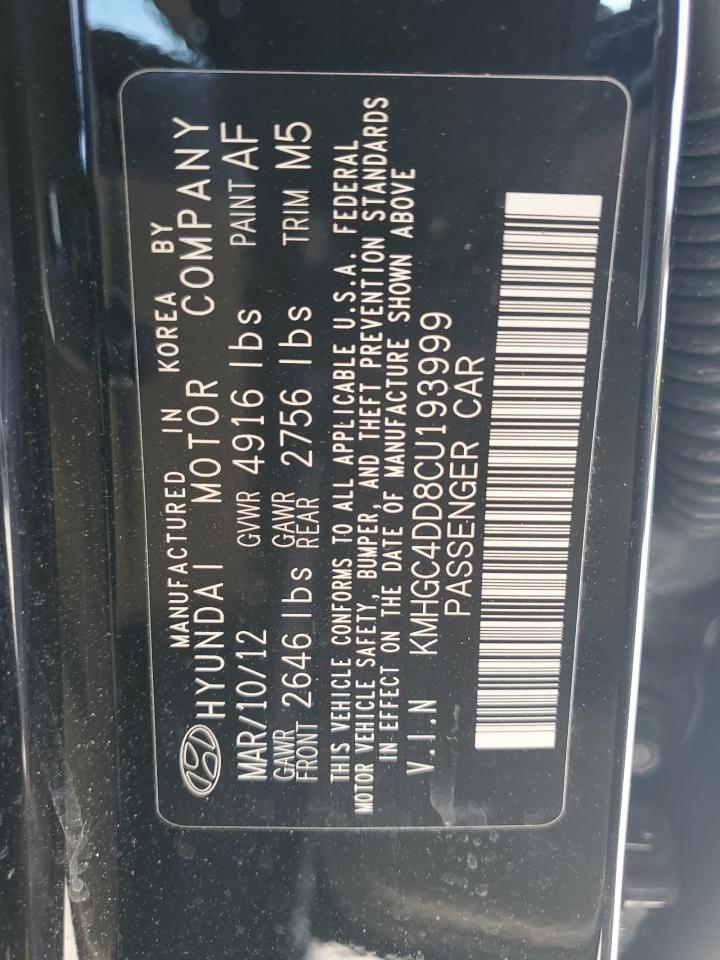 MANUFACTURED IN KOREA BY
HYUNDAI MOTOR COMPANY
MAR/10/12 GVWR 4916 lbs PAINT AF
GAWR FRONT 2646 lbs GAWR REAR 2756 lbs TRIM M5
THIS VEHICLE CONFORMS TO ALL APPLICABLE U.S.A. FEDERAL
MOTOR VEHICLE SAFETY, BUMPER, AND THEFT PREVENTION STANDARDS
IN EFFECT ON THE DATE OF MANUFACTURE SHOWN ABOVE
V.I.N KMHGC4DD8CU193999
PASSENGER CAR